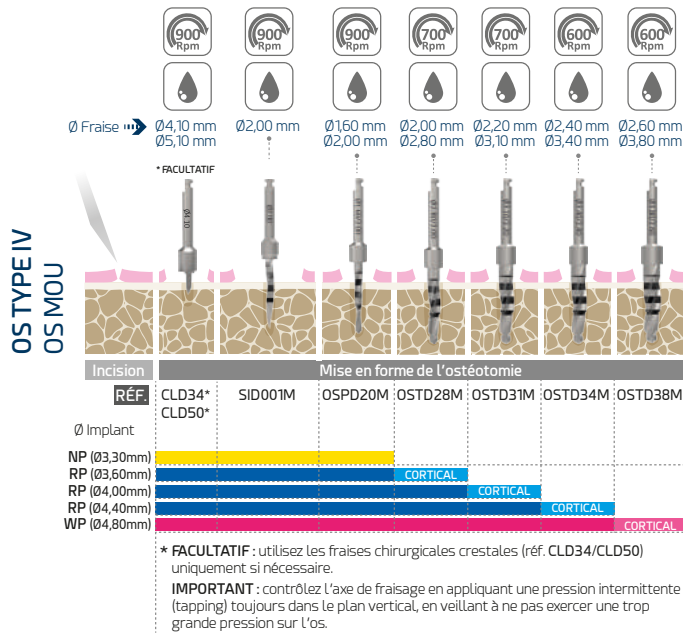 900 Rpm 900 Rpm 900 Rpm 700 Rpm 700 Rpm 600 Rpm 600 Rpm
Ø Fraise Ø4,10 mm Ø2,00 mm Ø1,60 mm Ø2,00 mm Ø2,20 mm Ø2,40 mm Ø2,60 mm
Ø5,10 mm Ø2,00 mm Ø2,80 mm Ø3,10 mm Ø3,40 mm Ø3,80 mm
* FACULTATIF
Ø4.10
OS TYPE IV
OS MOU
Incision Mise en forme de l'ostéotomie
RÉF. CLD34* SID001M OSPD20M OSTD28M OSTD31M OSTD34M OSTD38M
CLD50*
Ø Implant
NP (Ø3,30mm)
RP (Ø3,60mm) CORTICAL
RP (Ø4,00mm) CORTICAL
RP (Ø4,40mm) CORTICAL
WP (Ø4,80mm) CORTICAL
* FACULTATIF : utilisez les fraises chirurgicales crestales (réf. CLD34/CLD50)
uniquement si nécessaire.
IMPORTANT : contrôlez l'axe de fraisage en appliquant une pression intermittente
(tapping) toujours dans le plan vertical, en veillant à ne pas exercer une trop
grande pression sur l'os.